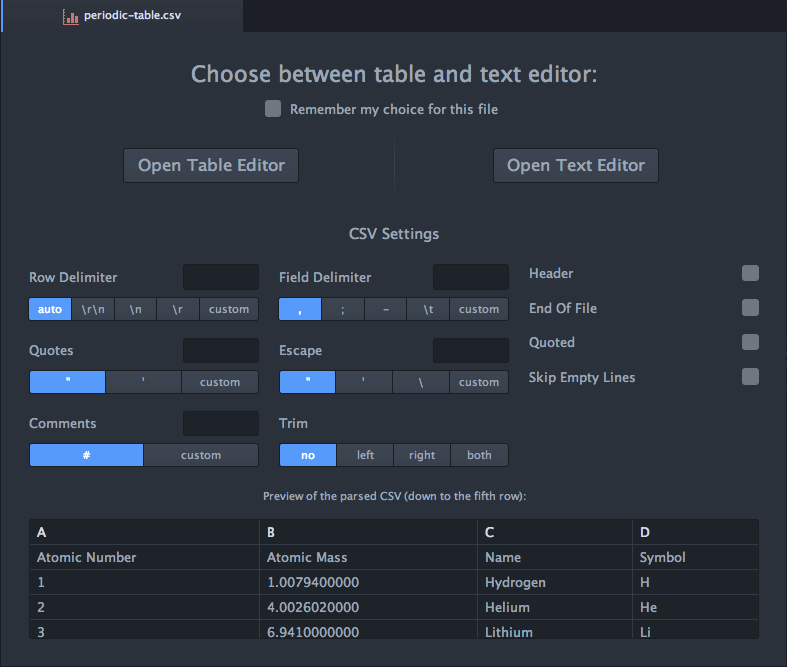 periodic-table.csv
Choose between table and text editor:
Remember my choice for this file
Open Table Editor
Open Text Editor
CSV Settings
Row Delimiter
auto \r\n \n \r custom
Field Delimiter
, ; - \t custom
Header
End Of File
Quoted
Skip Empty Lines
Quotes
" ' custom
Escape
" ' \ custom
Comments
# custom
Trim
no left right both
Preview of the parsed CSV (down to the fifth row):
A B C D
Atomic Number Atomic Mass Name Symbol
1 1.0079400000 Hydrogen H
2 4.0026020000 Helium He
3 6.9410000000 Lithium Li